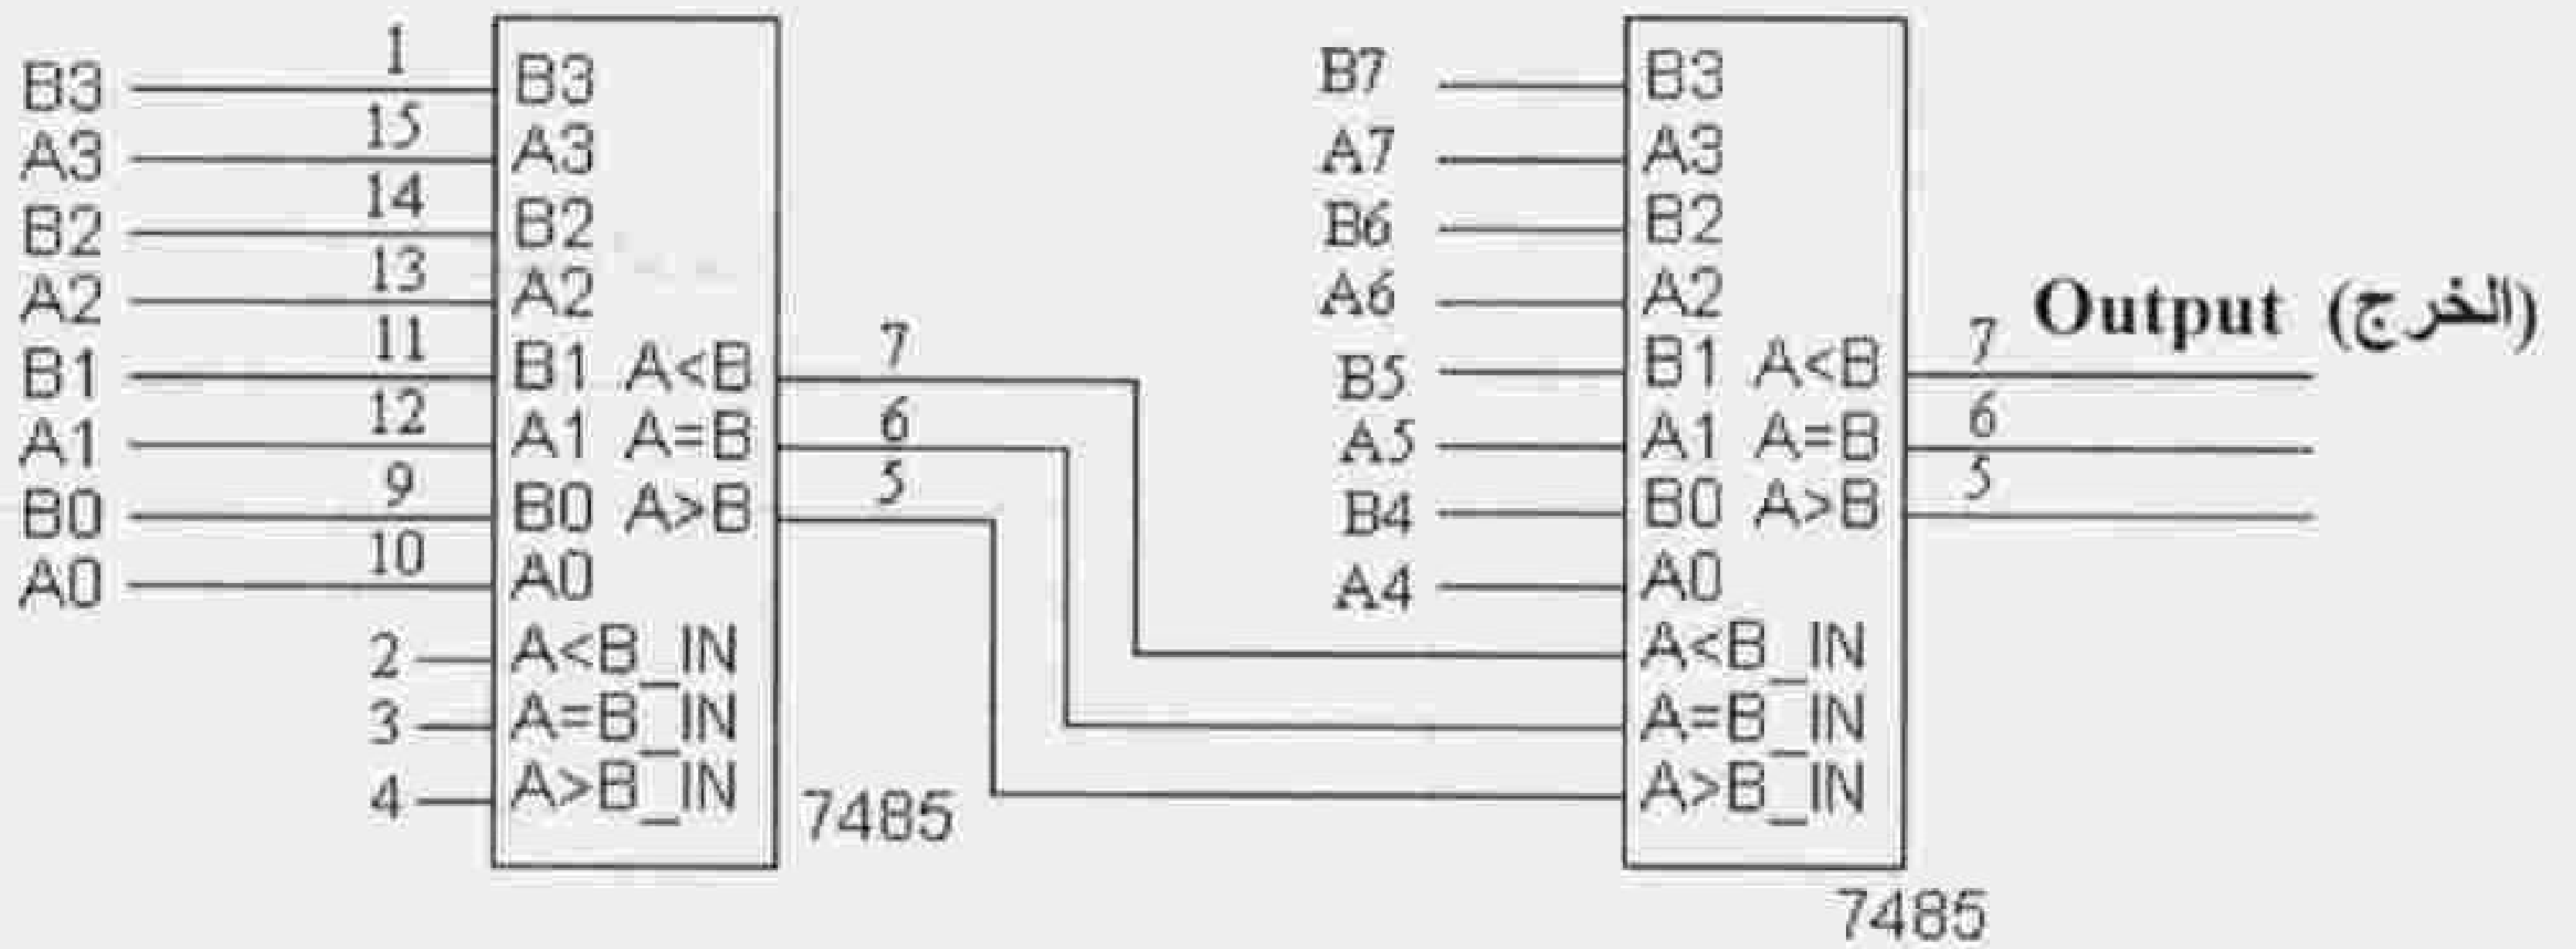 B3 1 B3
A3 15 A3
B2 14 B2
A2 13 A2
B1 11 B1 A<B 7
A1 12 A1 A=B 6
B0 9 B0 A>B 5
A0 10 A0
2 A<B_IN
3 A=B_IN
4 A>B_IN
7485
B7 B3
A7 A3
B6 B2
A6 A2
Output (الخرج)
B5 B1 A<B 7
A5 A1 A=B 6
B4 B0 A>B 5
A4 A0
A<B_IN
A=B_IN
A>B_IN
7485